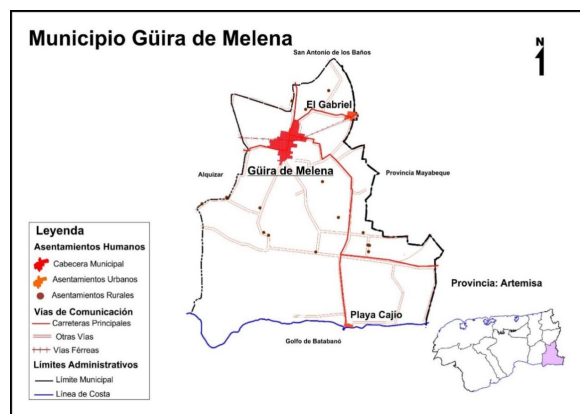 Municipio Güira de Melena
N
San Antonio de los Baños
El Gabriel
Güira de Melena
Alquizar
Provincia Mayabeque
Leyenda
Asentamientos Humanos
Cabecera Municipal
Asentamientos Urbanos
Asentamientos Rurales
Vías de Comunicación
Carreteras Principales
Otras Vías
Vías Férreas
Límites Administrativos
Límite Municipal
Línea de Costa
Provincia: Artemisa
Playa Cajio
Golfo de Batabanó